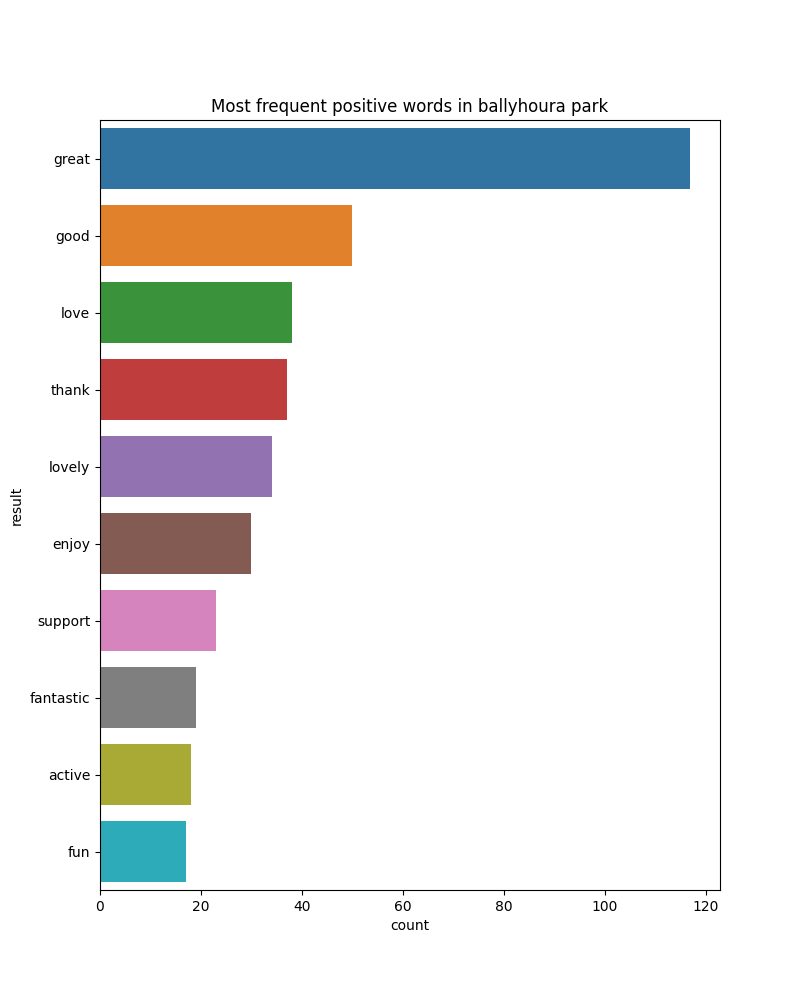 Most frequent positive words in ballyhoura park
great
good
love
thank
lovely
enjoy
support
fantastic
active
fun
result
0 20 40 60 80 100 120
count